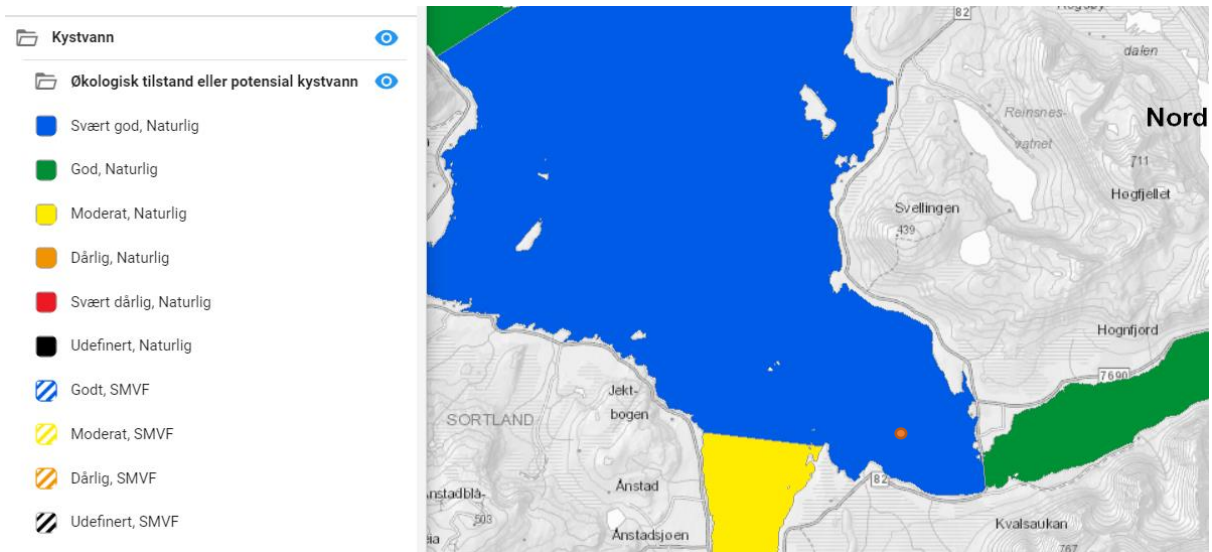 Kystvann
Økologisk tilstand eller potensial kystvann
Svært god, Naturlig
God, Naturlig
Moderat, Naturlig
Dårlig, Naturlig
Svært dårlig, Naturlig
Udefinert, Naturlig
Godt, SMVF
Moderat, SMVF
Dårlig, SMVF
Udefinert, SMVF
82
dalen
Reinsnes-
vatnet
Nord
711
Høgfjellet
Svellingen
439
Hognfjord
7690
Jekt-
bogen
SORTLAND
82
Ånstad
Ånstadsjøen
503
Kvalsaukan
767